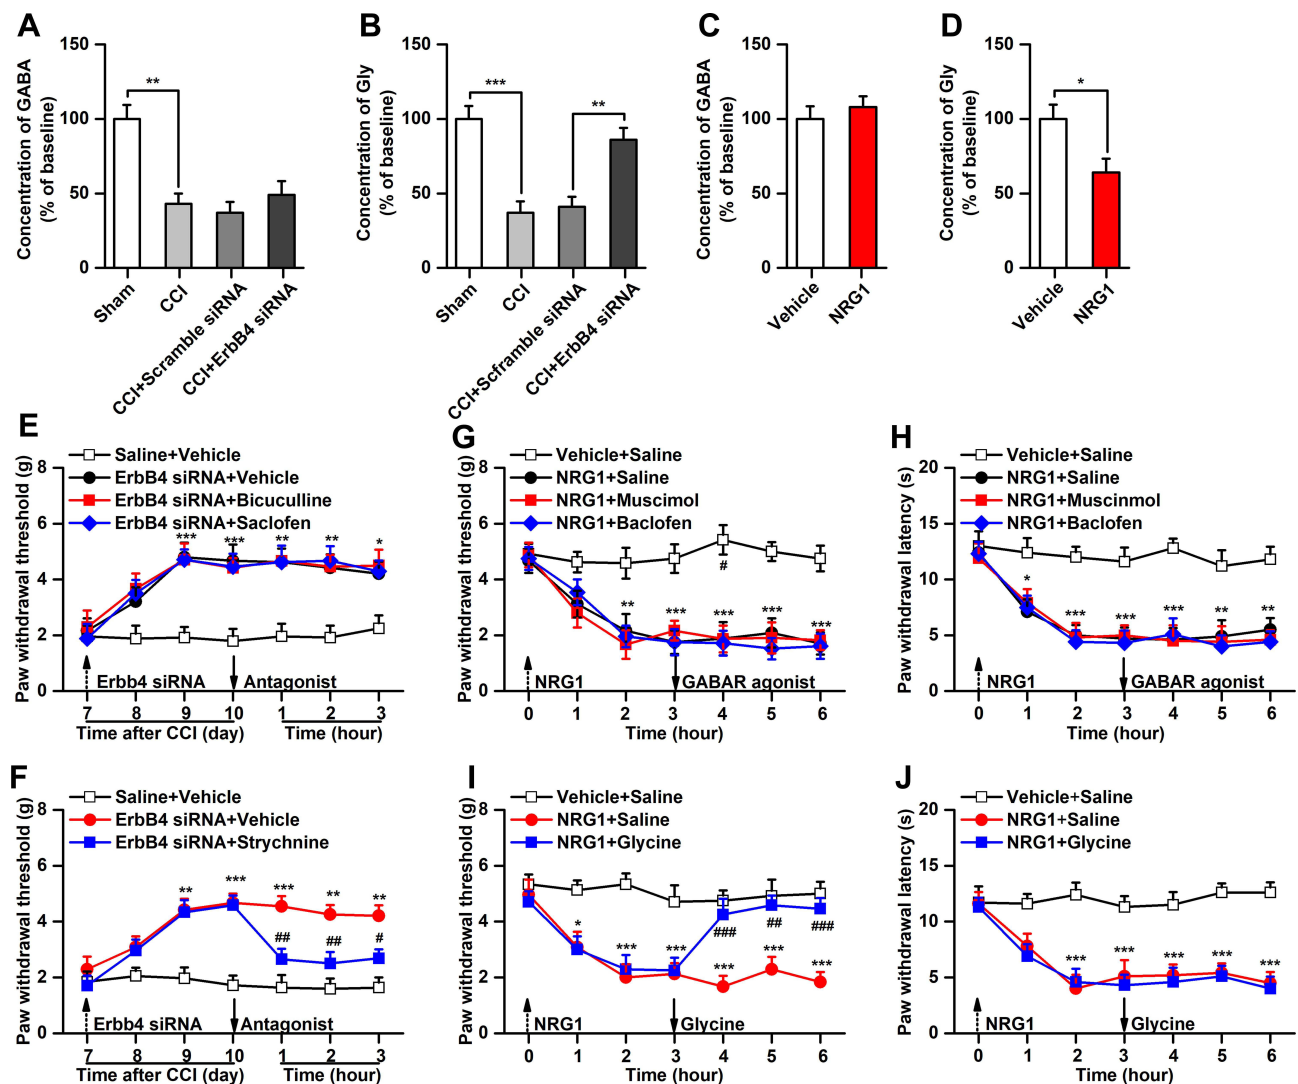 A
Concentration of GABA
(% of baseline)
150
100
50
0
**
Sham
CCI
CCI+Scramble siRNA
CCI+ErbB4 siRNA
B
Concentration of Gly
(% of baseline)
150
100
50
0
***
**
Sham
CCI
CCI+Scframble siRNA
CCI+ErbB4 siRNA
C
Concentration of GABA
(% of baseline)
150
100
50
0
Vehicle
NRG1
D
Concentration of Gly
(% of baseline)
150
100
50
0
*
Vehicle
NRG1
E
Paw withdrawal threshold (g)
8
6
4
2
0
Saline+Vehicle
ErbB4 siRNA+Vehicle
ErbB4 siRNA+Bicuculline
ErbB4 siRNA+Saclofen
*** *** ** ** *
Erbb4 siRNA
Antagonist
7 8 9 10 1 2 3
Time after CCI (day) Time (hour)
G
Paw withdrawal threshold (g)
8
6
4
2
0
Vehicle+Saline
NRG1+Saline
NRG1+Muscimol
NRG1+Baclofen
#
** *** *** *** ***
NRG1
GABAR agonist
0 1 2 3 4 5 6
Time (hour)
H
Paw withdrawal latency (s)
20
15
10
5
0
Vehicle+Saline
NRG1+Saline
NRG1+Muscinmol
NRG1+Baclofen
* *** *** *** ** **
NRG1
GABAR agonist
0 1 2 3 4 5 6
Time (hour)
F
Paw withdrawal threshold (g)
8
6
4
2
0
Saline+Vehicle
ErbB4 siRNA+Vehicle
ErbB4 siRNA+Strychnine
** *** *** ** **
## ## #
Erbb4 siRNA
Antagonist
7 8 9 10 1 2 3
Time after CCI (day) Time (hour)
I
Paw withdrawal threshold (g)
8
6
4
2
0
Vehicle+Saline
NRG1+Saline
NRG1+Glycine
### ## ###
* *** *** *** *** ***
NRG1
Glycine
0 1 2 3 4 5 6
Time (hour)
J
Paw withdrawal latency (s)
20
15
10
5
0
Vehicle+Saline
NRG1+Saline
NRG1+Glycine
*** *** *** *** ***
NRG1
Glycine
0 1 2 3 4 5 6
Time (hour)